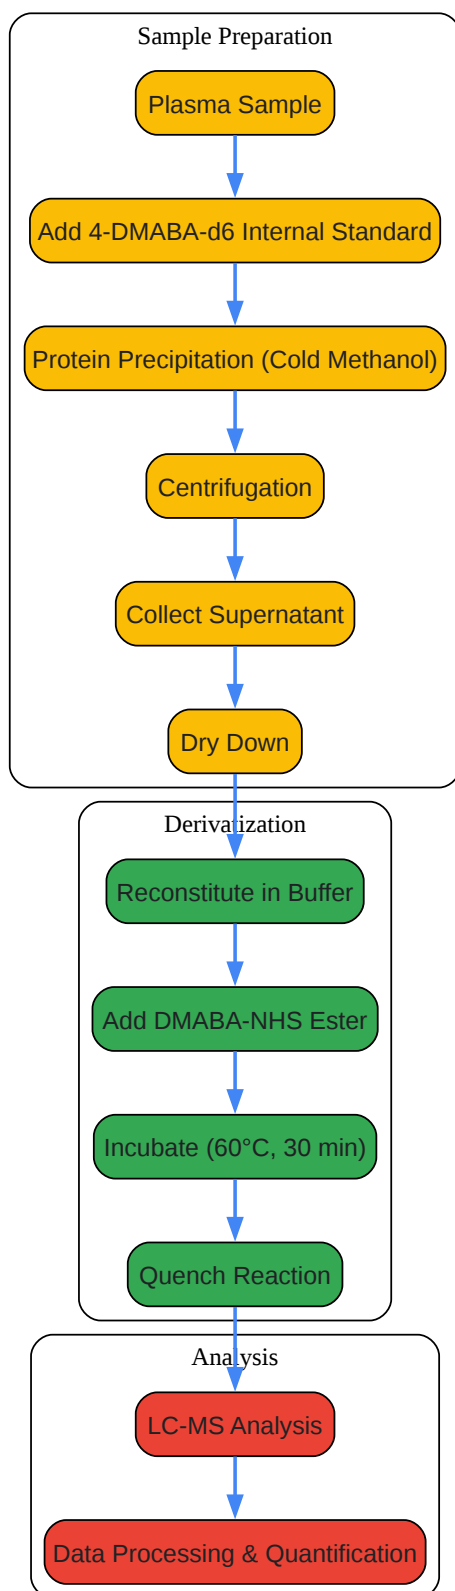 Sample Preparation
Plasma Sample
Add 4-DMABA-d6 Internal Standard
Protein Precipitation (Cold Methanol)
Centrifugation
Collect Supernatant
Dry Down
Derivatization
Reconstitute in Buffer
Add DMABA-NHS Ester
Incubate (60°C, 30 min)
Quench Reaction
Analysis
LC-MS Analysis
Data Processing & Quantification